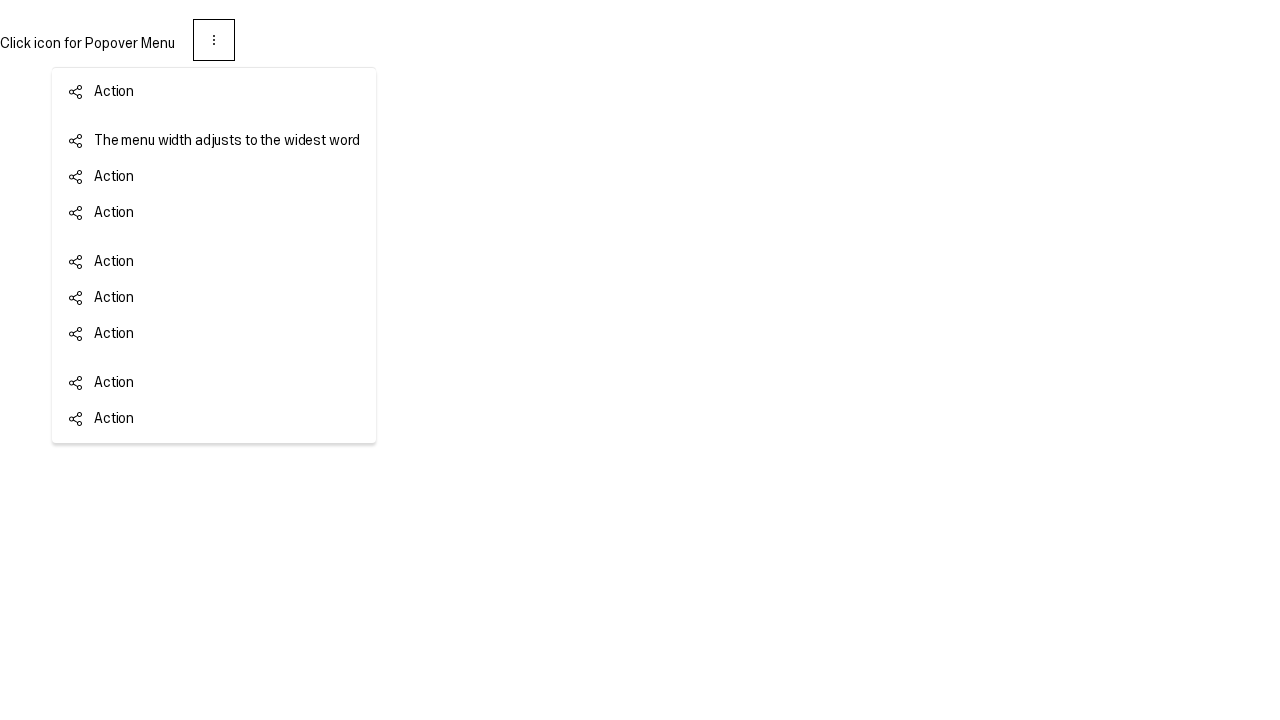 Click icon for Popover Menu
Action
The menu width adjusts to the widest word
Action
Action
Action
Action
Action
Action
Action